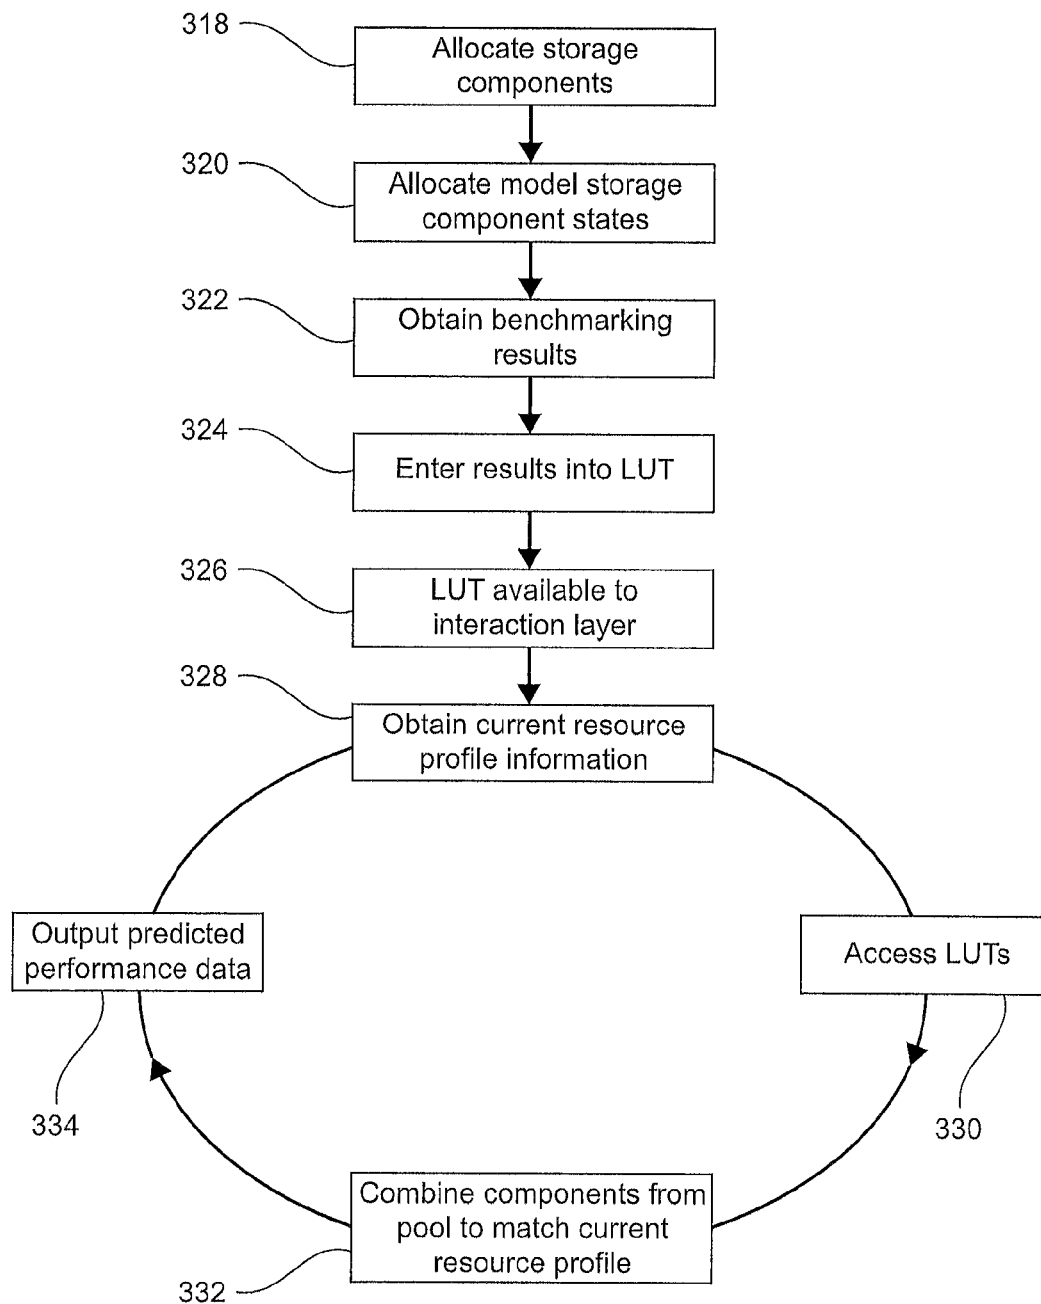 318
Allocate storage
components
320
Allocate model storage
component states
322
Obtain benchmarking
results
324
Enter results into LUT
326
LUT available to
interaction layer
328
Obtain current resource
profile information
Output predicted
performance data
334
Access LUTs
330
Combine components from
pool to match current
resource profile
332